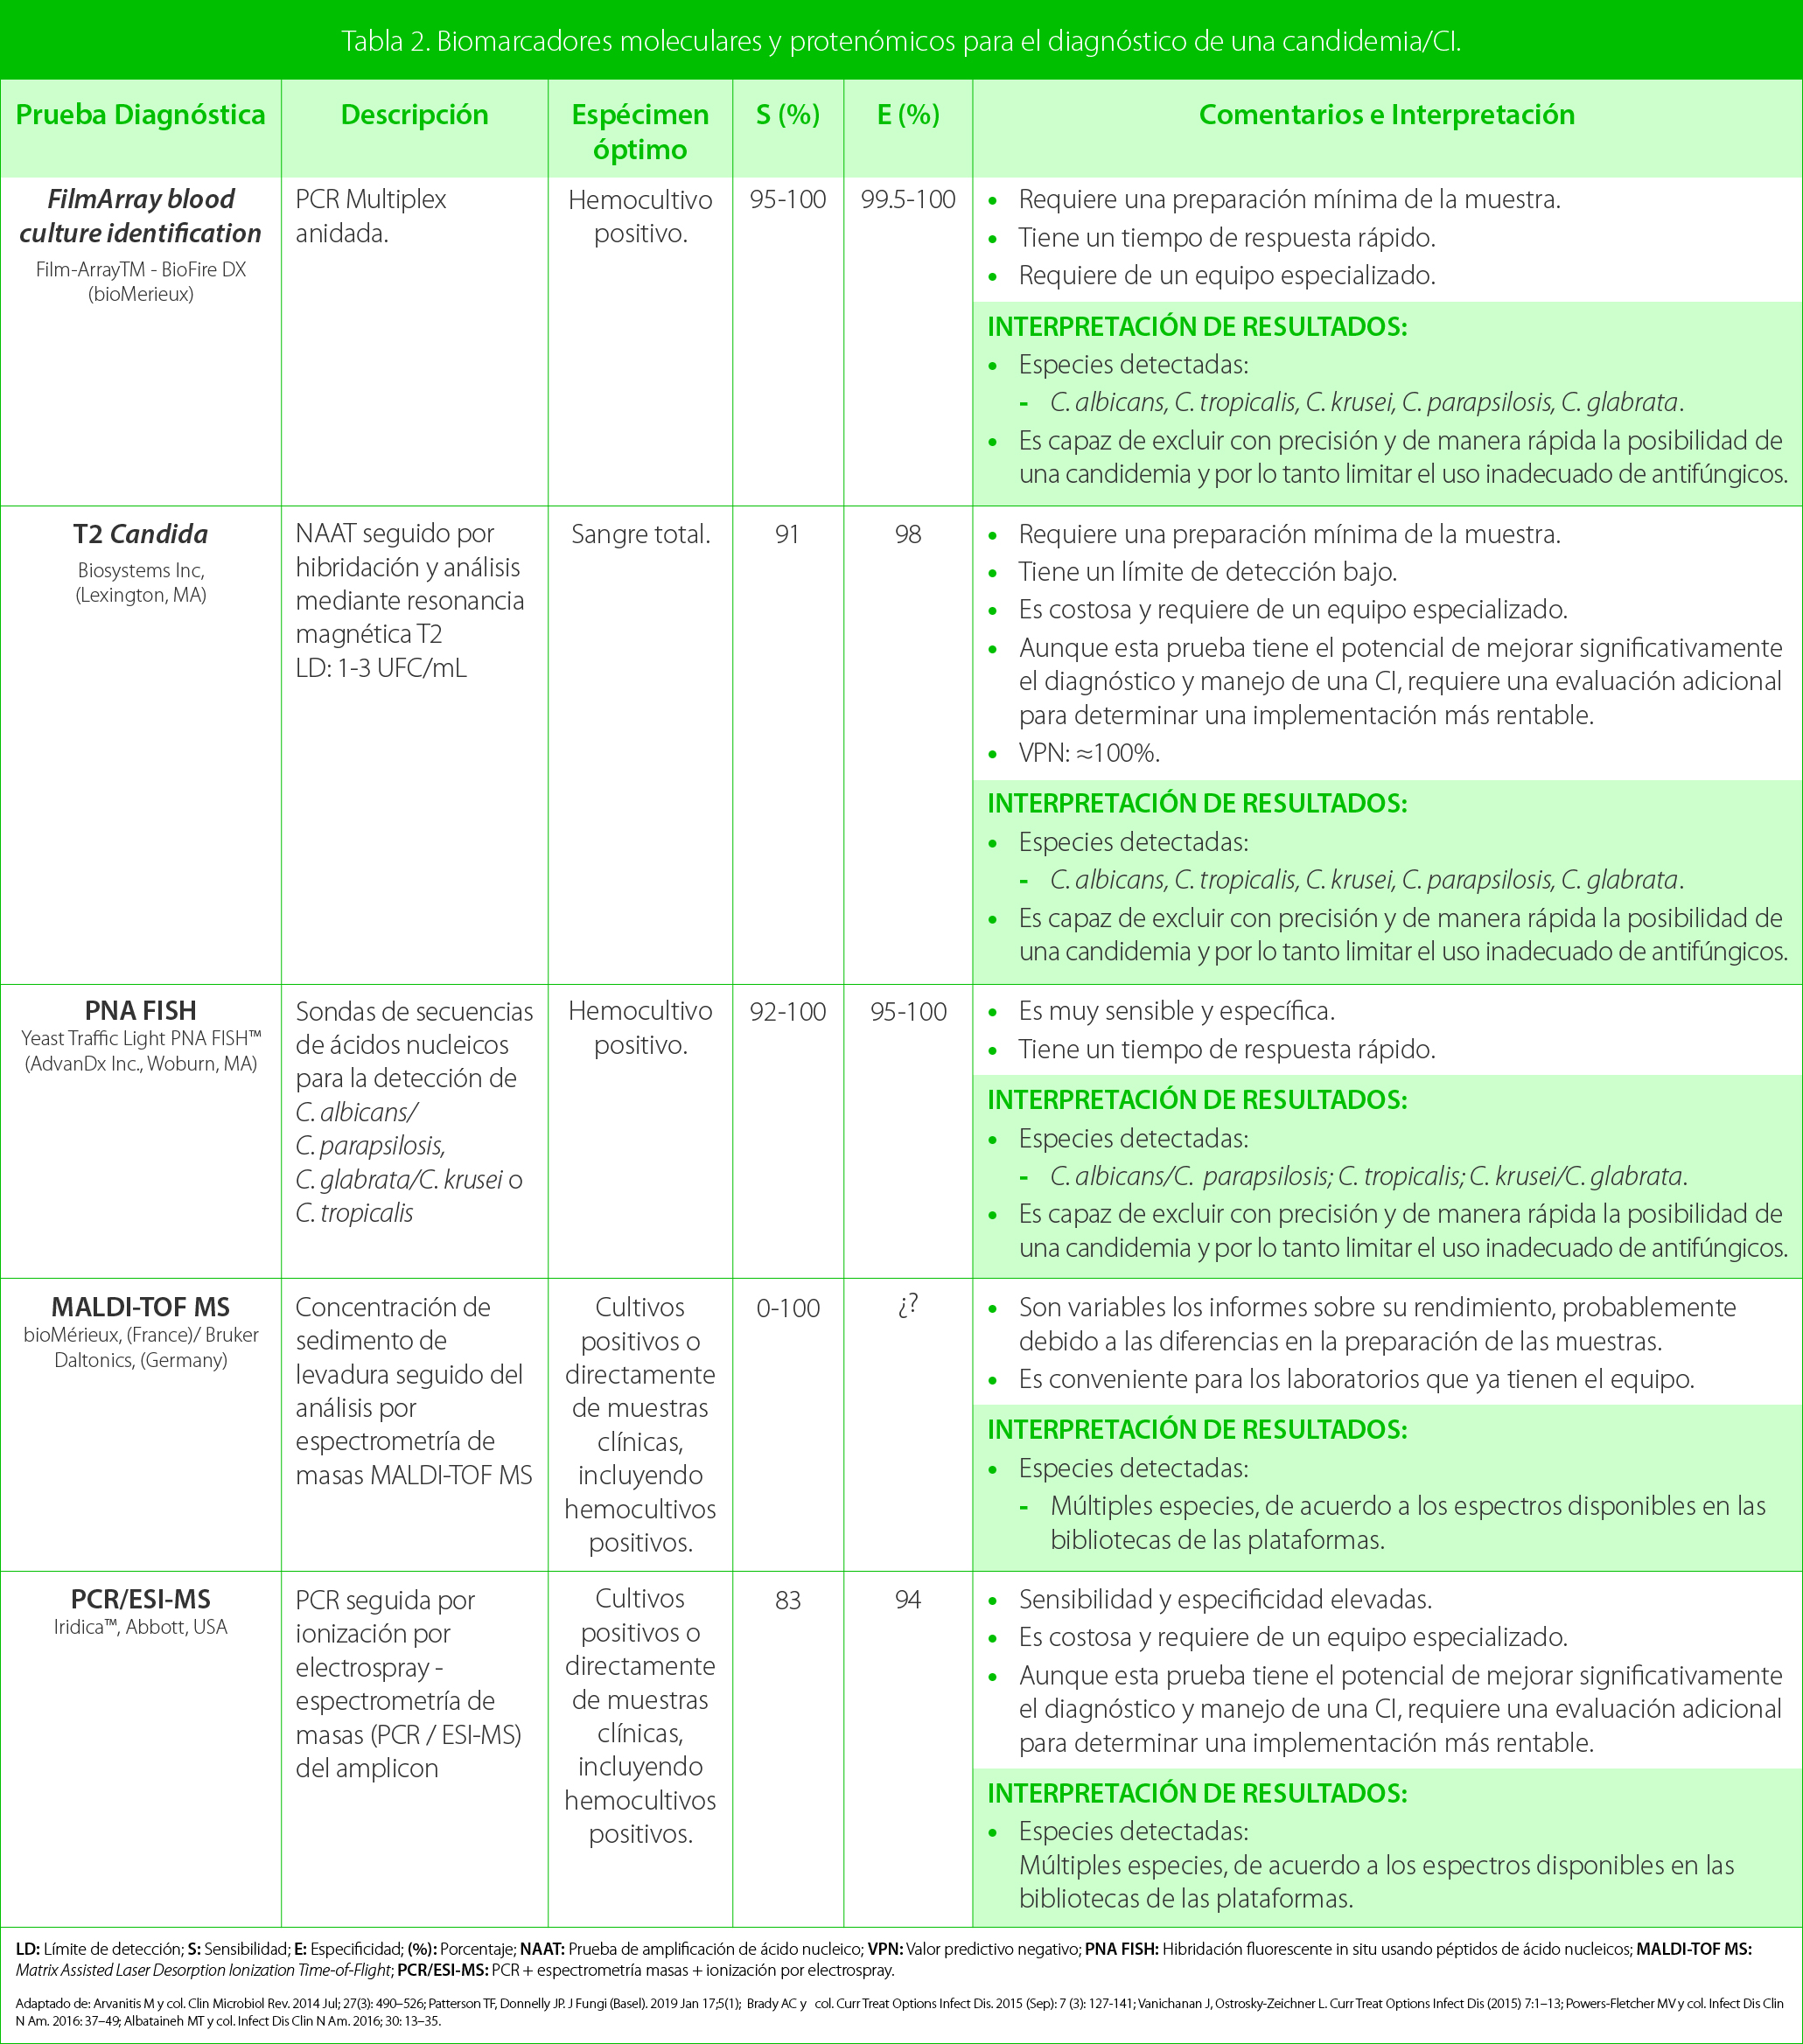 Tabla 2. Biomarcadores moleculares y protenómicos para el diagnóstico de una candidemia/CI.
Prueba Diagnóstica
Descripción
Espécimen
óptimo
S (%)
E (%)
Comentarios e Interpretación
FilmArray blood
culture identification
Film-ArrayTM - BioFire DX
(bioMerieux)
PCR Multiplex
anidada.
Hemocultivo
positivo.
95-100
99.5-100
• Requiere una preparación mínima de la muestra.
• Tiene un tiempo de respuesta rápido.
• Requiere de un equipo especializado.
INTERPRETACIÓN DE RESULTADOS:
• Especies detectadas:
- C. albicans, C. tropicalis, C. krusei, C. parapsilosis, C. glabrata.
• Es capaz de excluir con precisión y de manera rápida la posibilidad de
una candidemia y por lo tanto limitar el uso inadecuado de antifúngicos.
T2 Candida
Biosystems Inc,
(Lexington, MA)
NAAT seguido por
hibridación y análisis
mediante resonancia
magnética T2
LD: 1-3 UFC/mL
Sangre total.
91
98
• Requiere una preparación mínima de la muestra.
• Tiene un límite de detección bajo.
• Es costosa y requiere de un equipo especializado.
• Aunque esta prueba tiene el potencial de mejorar significativamente
el diagnóstico y manejo de una CI, requiere una evaluación adicional
para determinar una implementación más rentable.
• VPN: ≈100%.
INTERPRETACIÓN DE RESULTADOS:
• Especies detectadas:
- C. albicans, C. tropicalis, C. krusei, C. parapsilosis, C. glabrata.
• Es capaz de excluir con precisión y de manera rápida la posibilidad de
una candidemia y por lo tanto limitar el uso inadecuado de antifúngicos.
PNA FISH
Yeast Traffic Light PNA FISH™
(AdvanDx Inc., Woburn, MA)
Sondas de secuencias
de ácidos nucleicos
para la detección de
C. albicans/
C. parapsilosis,
C. glabrata/C. krusei o
C. tropicalis
Hemocultivo
positivo.
92-100
95-100
• Es muy sensible y específica.
• Tiene un tiempo de respuesta rápido.
INTERPRETACIÓN DE RESULTADOS:
• Especies detectadas:
- C. albicans/C. parapsilosis; C. tropicalis; C. krusei/C. glabrata.
• Es capaz de excluir con precisión y de manera rápida la posibilidad de
una candidemia y por lo tanto limitar el uso inadecuado de antifúngicos.
MALDI-TOF MS
bioMérieux, (France)/ Bruker
Daltonics, (Germany)
Concentración de
sedimento de
levadura seguido del
análisis por
espectrometría de
masas MALDI-TOF MS
Cultivos
positivos o
directamente
de muestras
clínicas,
incluyendo
hemocultivos
positivos.
0-100
¿?
• Son variables los informes sobre su rendimiento, probablemente
debido a las diferencias en la preparación de las muestras.
• Es conveniente para los laboratorios que ya tienen el equipo.
INTERPRETACIÓN DE RESULTADOS:
• Especies detectadas:
- Múltiples especies, de acuerdo a los espectros disponibles en las
bibliotecas de las plataformas.
PCR/ESI-MS
Iridica™, Abbott, USA
PCR seguida por
ionización por
electrospray -
espectrometría de
masas (PCR / ESI-MS)
del amplicon
Cultivos
positivos o
directamente
de muestras
clínicas,
incluyendo
hemocultivos
positivos.
83
94
• Sensibilidad y especificidad elevadas.
• Es costosa y requiere de un equipo especializado.
• Aunque esta prueba tiene el potencial de mejorar significativamente
el diagnóstico y manejo de una CI, requiere una evaluación adicional
para determinar una implementación más rentable.
INTERPRETACIÓN DE RESULTADOS:
• Especies detectadas:
Múltiples especies, de acuerdo a los espectros disponibles en las
bibliotecas de las plataformas.
LD: Límite de detección; S: Sensibilidad; E: Especificidad; (%): Porcentaje; NAAT: Prueba de amplificación de ácido nucleico; VPN: Valor predictivo negativo; PNA FISH: Hibridación fluorescente in situ usando péptidos de ácido nucleicos; MALDI-TOF MS:
Matrix Assisted Laser Desorption Ionization Time-of-Flight; PCR/ESI-MS: PCR + espectrometría masas + ionización por electrospray.
Adaptado de: Arvanitis M y col. Clin Microbiol Rev. 2014 Jul; 27(3): 490–526; Patterson TF, Donnelly JP. J Fungi (Basel). 2019 Jan 17;5(1); Brady AC y col. Curr Treat Options Infect Dis. 2015 (Sep): 7 (3): 127-141; Vanichanan J, Ostrosky-Zeichner L. Curr Treat Options Infect Dis (2015) 7:1–13; Powers-Fletcher MV y col. Infect Dis Clin
N Am. 2016: 37–49; Albataineh MT y col. Infect Dis Clin N Am. 2016; 30: 13–35.